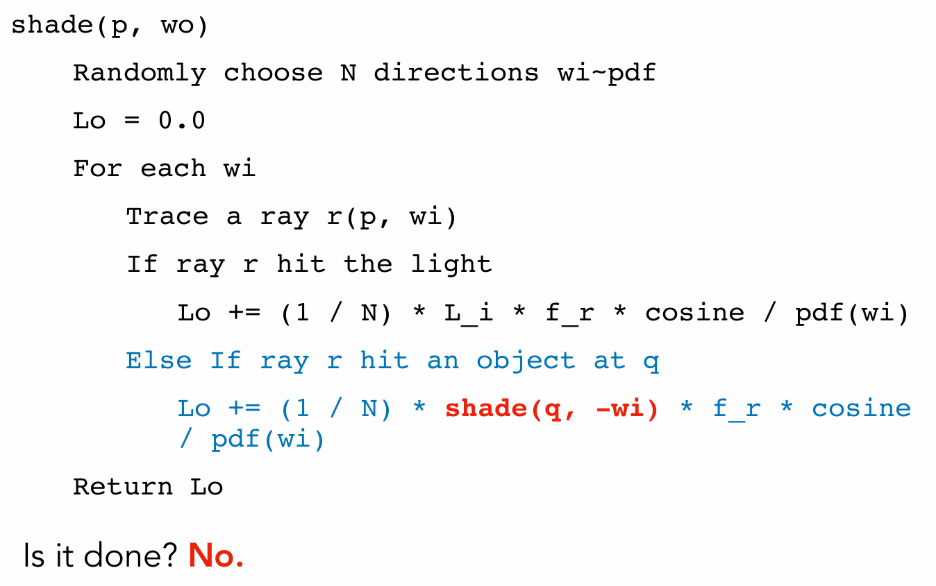 shade(p, wo)
Randomly choose N directions wi~pdf
Lo = 0.0
For each wi
Trace a ray r(p, wi)
If ray r hit the light
Lo += (1 / N) * L_i * f_r * cosine / pdf(wi)
Else If ray r hit an object at q
Lo += (1 / N) * shade(q, -wi) * f_r * cosine
/ pdf(wi)
Return Lo
Is it done? No.